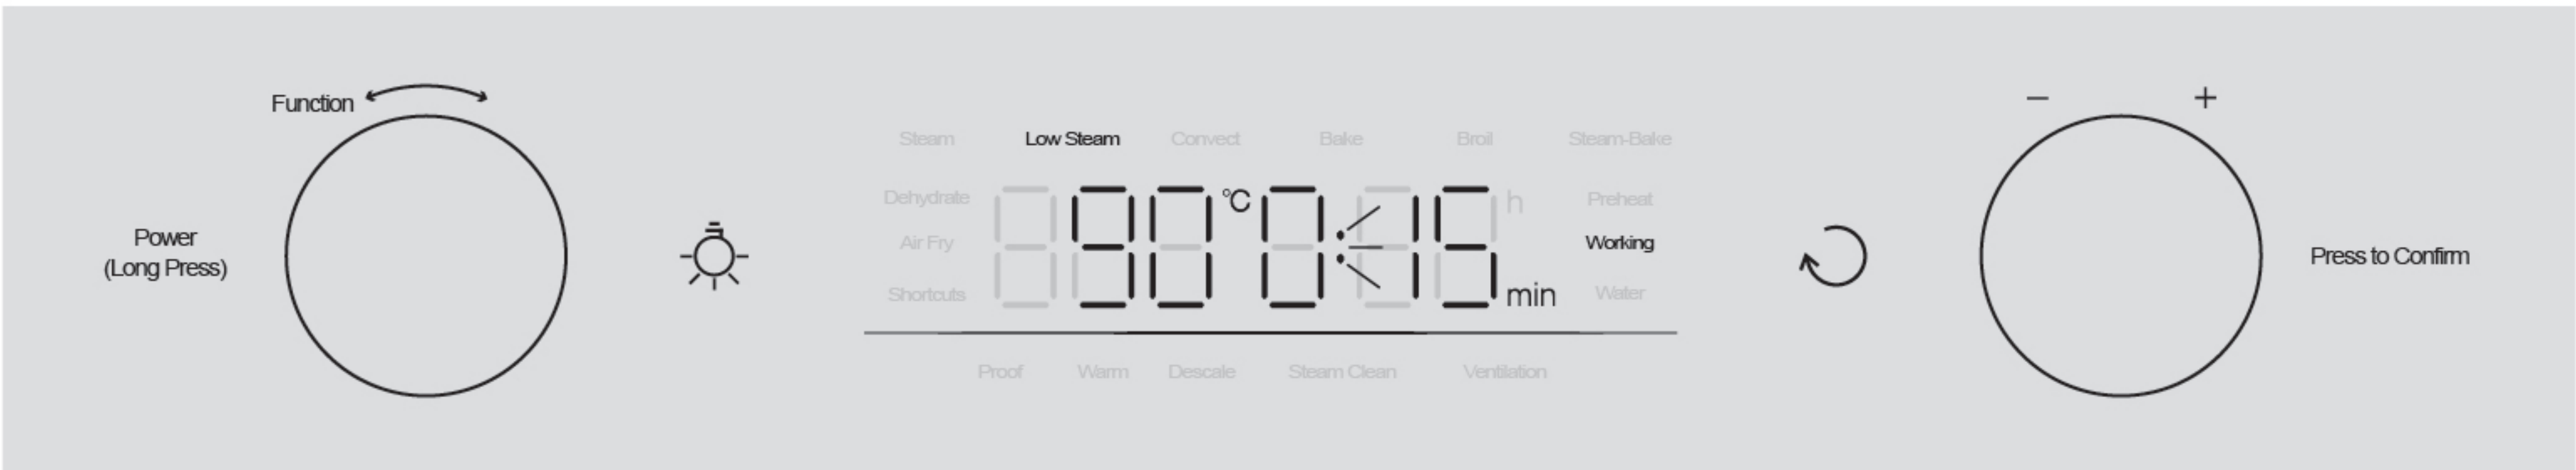 Function
Power
(Long Press)
Steam Low Steam Convect Bake Broil Steam-Bake
Dehydrate
Air Fry
Shortcuts
90 °C 0:15 h min
Preheat
Working
Water
Proof Warm Descale Steam Clean Ventilation
− +
Press to Confirm